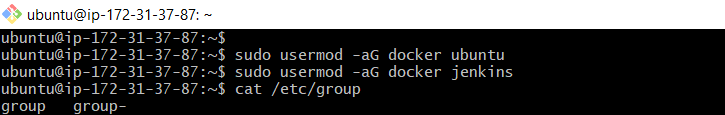 ubuntu@ip-172-31-37-87: ~
ubuntu@ip-172-31-37-87:~$
ubuntu@ip-172-31-37-87:~$ sudo usermod -aG docker ubuntu
ubuntu@ip-172-31-37-87:~$ sudo usermod -aG docker jenkins
ubuntu@ip-172-31-37-87:~$ cat /etc/group
group   group-